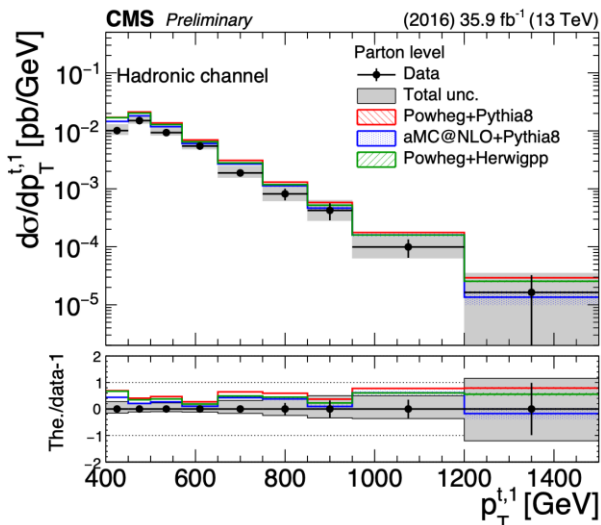 CMS Preliminary (2016) 35.9 fb⁻¹ (13 TeV)
Hadronic channel
Parton level
Data
Total unc.
Powheg+Pythia8
aMC@NLO+Pythia8
Powheg+Herwigpp
dσ/dp_T^{t,1} [pb/GeV]
10⁻¹
10⁻²
10⁻³
10⁻⁴
10⁻⁵
The./data-1
2
1
0
−1
−2
400 600 800 1000 1200 1400
p_T^{t,1} [GeV]